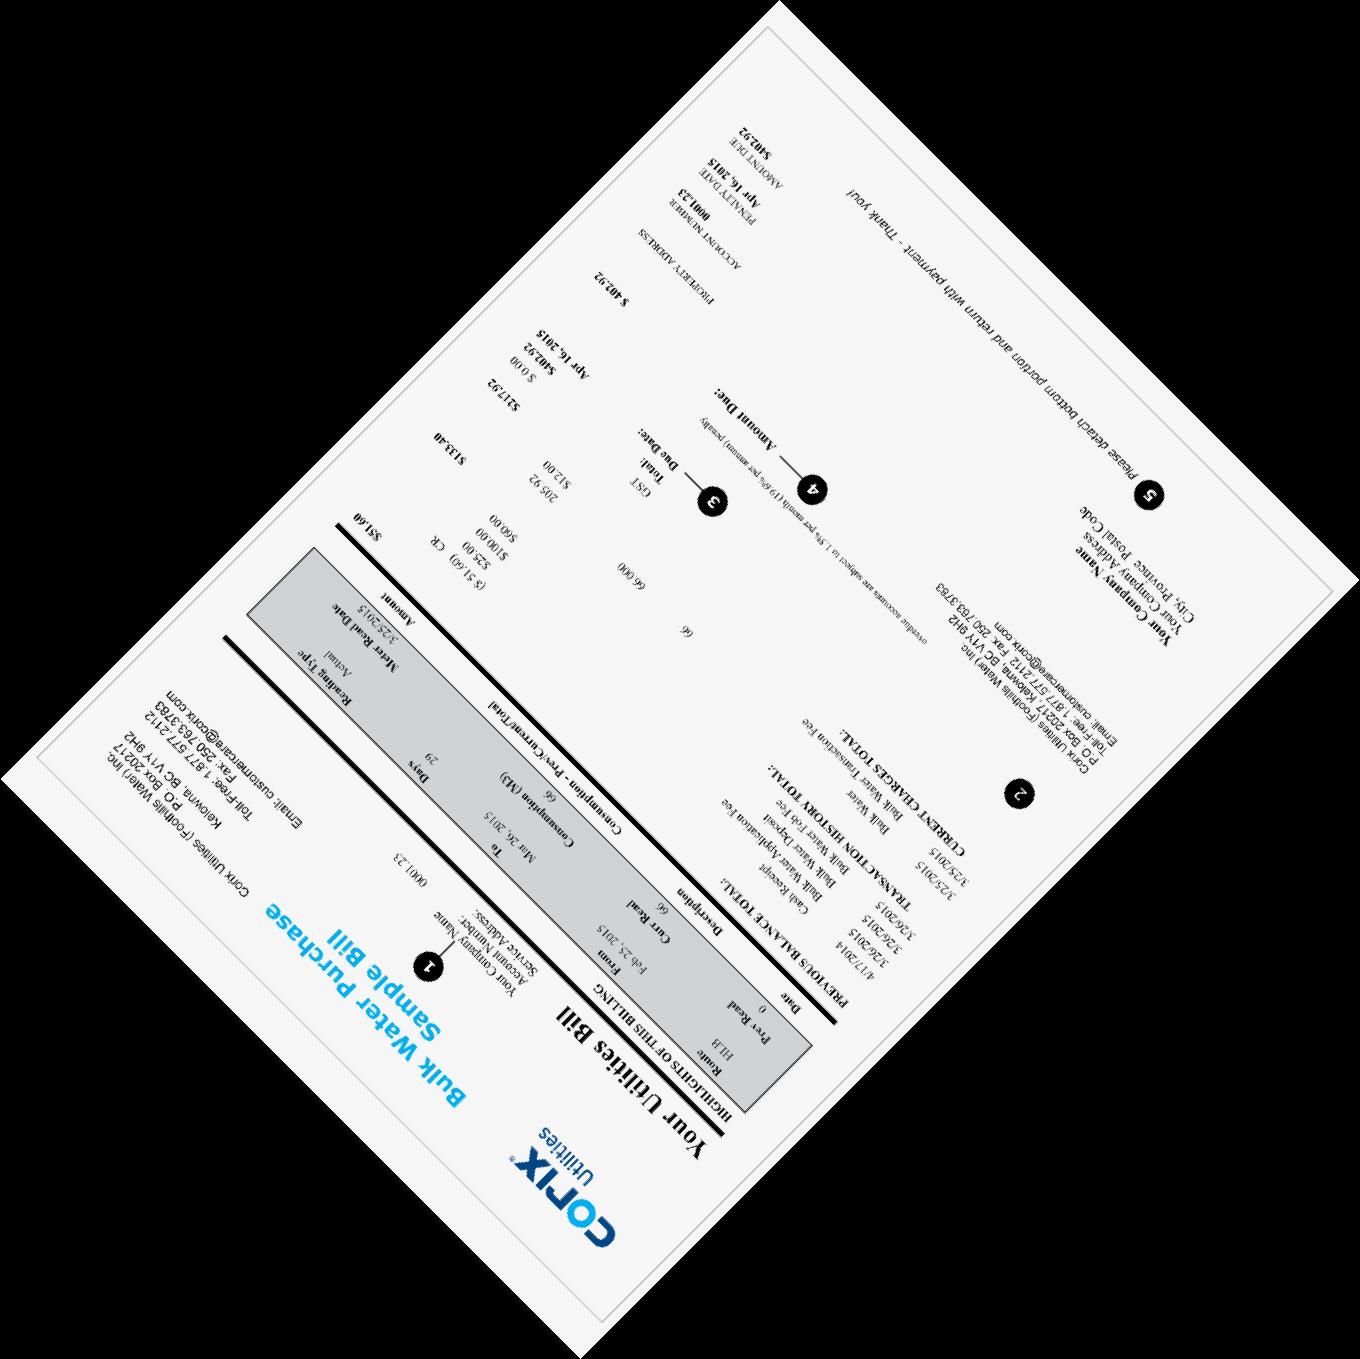 corix®
Utilities
Bulk Water Purchase
Sample Bill
Corix Utilities (Foothills Water) Inc.
P.O. Box 20217,
Kelowna, BC V1Y 9H2
Toll-Free: 1.877.577.2112
Fax: 250.763.3783
Email: customercare@corix.com
Your Utilities Bill
1
Your Company Name
Account Number: 0001.23
Service Address:
HIGHLIGHTS OF THIS BILLING
Route From To Days Reading Type Meter Read Date
HLB Feb 25, 2015 Mar 26, 2015 29 Actual 3/25/2015
Prev Read Curr Read Consumption (M3)
0 66 66
Date Description Consumption - Prev/Current/Total Amount
PREVIOUS BALANCE TOTAL: $51.60
4/17/2014 Cash Receipt ($ 51.60) CR
3/26/2015 Bulk Water Application Fee $25.00
3/26/2015 Bulk Water Deposit $100.00
3/26/2015 Bulk Water Fob Fee $60.00
TRANSACTION HISTORY TOTAL: $133.40
3/25/2015 Bulk Water 66 66.000 205.92
3/25/2015 Bulk Water Transaction Fee $12.00
CURRENT CHARGES TOTAL: $217.92
2
GST $ 0.00
Total: $402.92
3 Due Date: Apr 16, 2015
overdue accounts are subject to 1.5% per month (19.6% per annum) penalty
4 Amount Due: $ 402.92
Corix Utilities (Foothills Water) Inc.
P.O. Box 20217, Kelowna, BC V1Y 9H2
Toll-Free: 1.877.577.2112 Fax: 250.763.3783
Email: customercare@corix.com
PROPERTY ADDRESS
ACCOUNT NUMBER
0001.23
PENALTY DATE
Apr 16, 2015
AMOUNT DUE
$402.92
Your Company Name
Your Company Address
City, Province Postal Code
5 Please detach bottom portion and return with payment - Thank you!